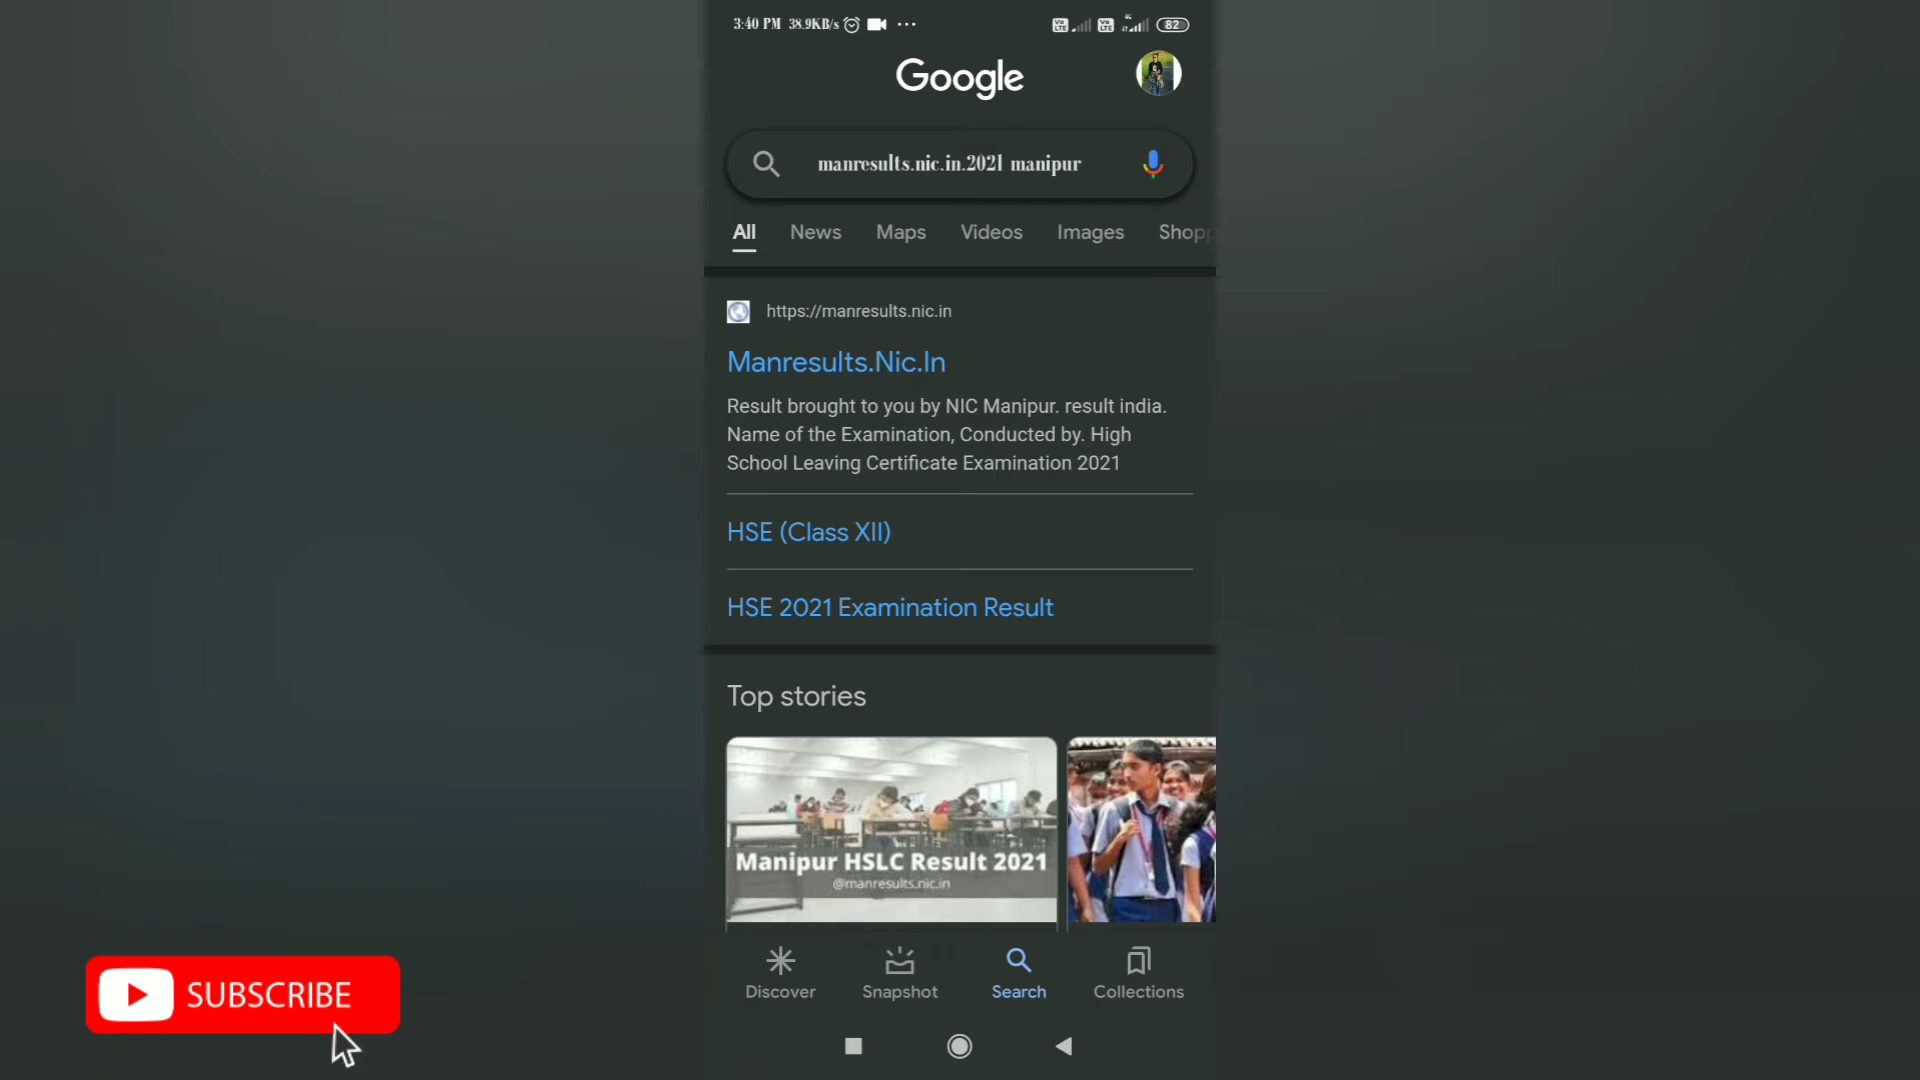 3:40 PM 38.9KB/s
82
Google
manresults.nic.in.2021 manipur
All News Maps Videos Images Shopp
https://manresults.nic.in
Manresults.Nic.In
Result brought to you by NIC Manipur. result india.
Name of the Examination, Conducted by. High
School Leaving Certificate Examination 2021
HSE (Class XII)
HSE 2021 Examination Result
Top stories
Manipur HSLC Result 2021
@manresults.nic.in
Discover Snapshot Search Collections
SUBSCRIBE